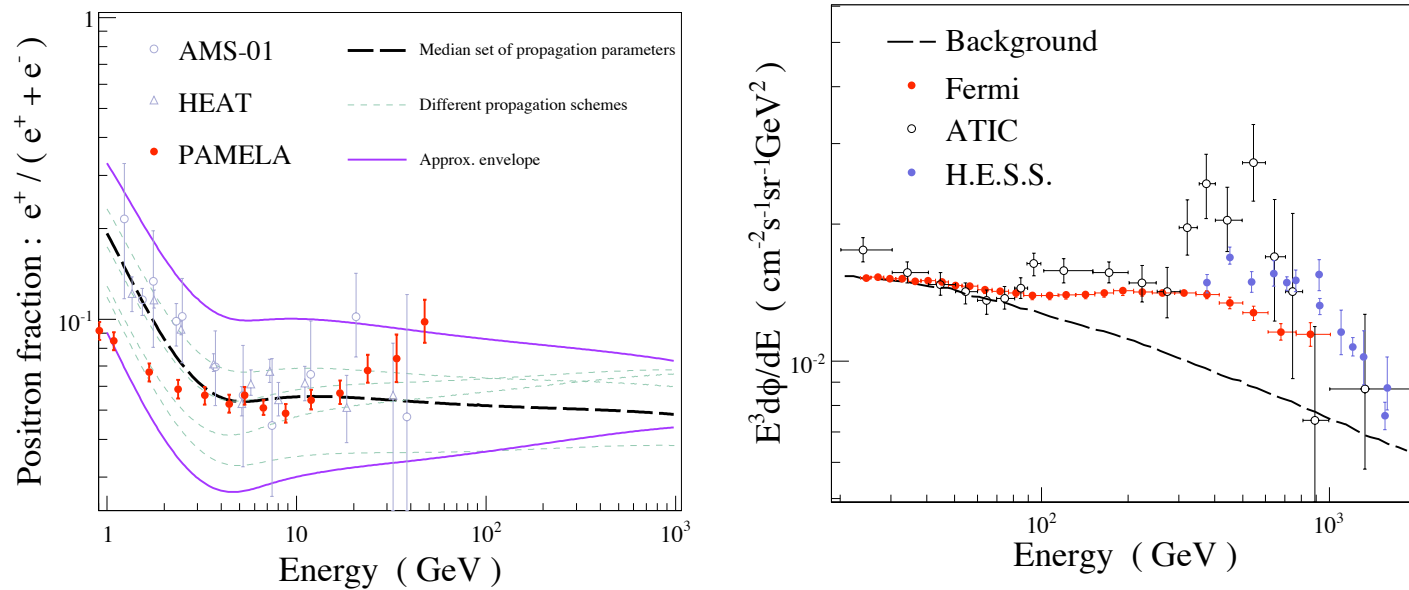 Positron fraction : e⁺ / ( e⁺ + e⁻ )
1
10⁻¹
AMS-01
HEAT
PAMELA
Median set of propagation parameters
Different propagation schemes
Approx. envelope
1
10
10²
10³
Energy ( GeV )
E³dϕ/dE ( cm⁻²s⁻¹sr⁻¹GeV² )
10⁻²
Background
Fermi
ATIC
H.E.S.S.
10²
10³
Energy ( GeV )